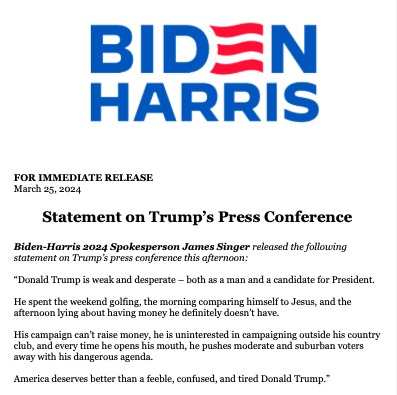 BIDEN
HARRIS
FOR IMMEDIATE RELEASE
March 25, 2024
Statement on Trump's Press Conference
Biden-Harris 2024 Spokesperson James Singer released the following
statement on Trump's press conference this afternoon:
“Donald Trump is weak and desperate – both as a man and a candidate for President.
He spent the weekend golfing, the morning comparing himself to Jesus, and the
afternoon lying about having money he definitely doesn't have.
His campaign can't raise money, he is uninterested in campaigning outside his country
club, and every time he opens his mouth, he pushes moderate and suburban voters
away with his dangerous agenda.
America deserves better than a feeble, confused, and tired Donald Trump.”